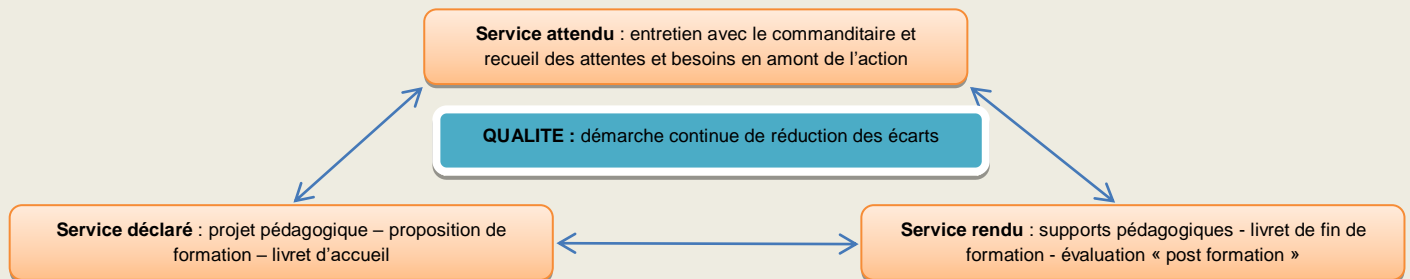 Service attendu : entretien avec le commanditaire et
recueil des attentes et besoins en amont de l’action
QUALITE : démarche continue de réduction des écarts
Service déclaré : projet pédagogique – proposition de
formation – livret d’accueil
Service rendu : supports pédagogiques - livret de fin de
formation - évaluation « post formation »